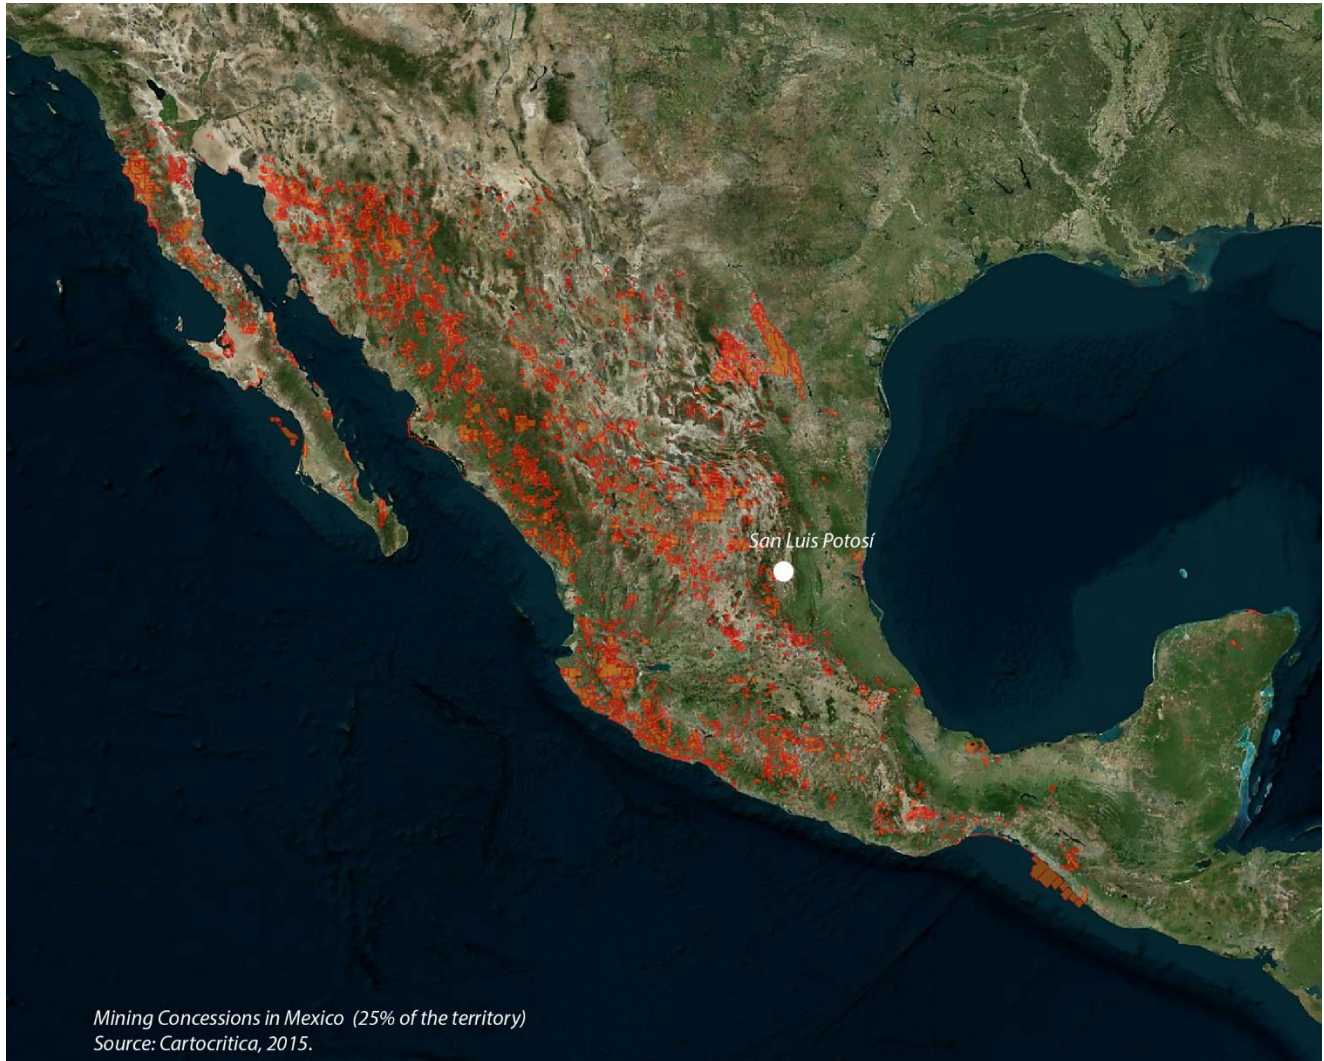 San Luis Potosí
Mining Concessions in Mexico (25% of the territory)
Source: Cartocritica, 2015.